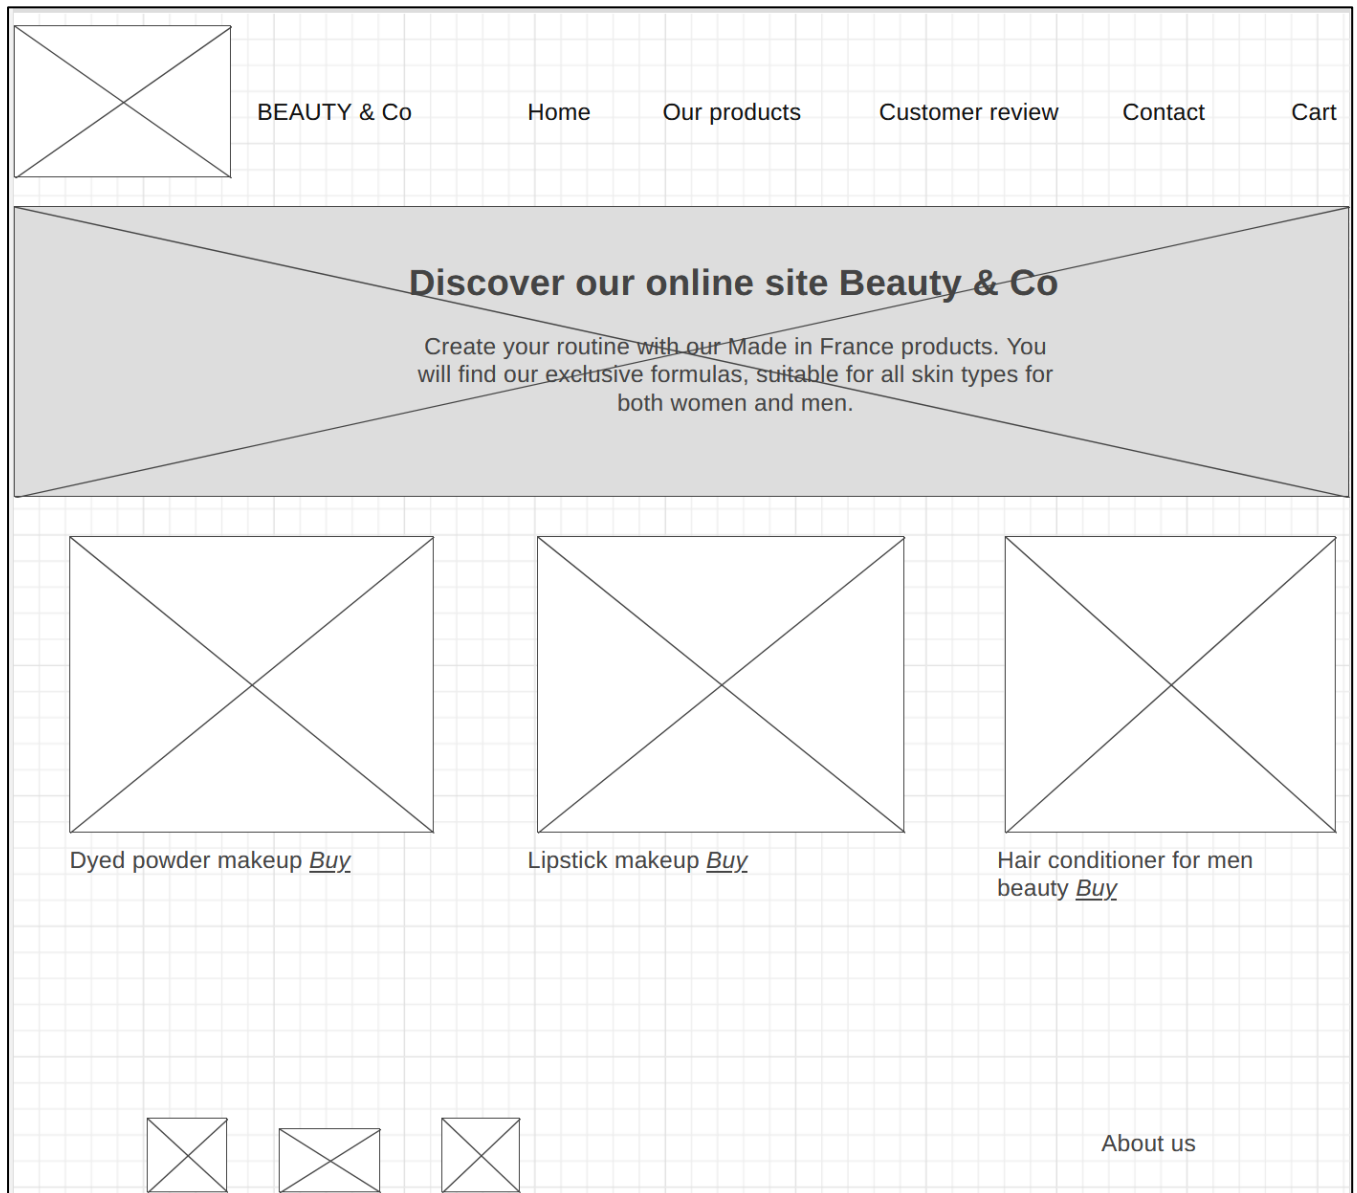 BEAUTY & Co
Home
Our products
Customer review
Contact
Cart
Discover our online site Beauty & Co
Create your routine with our Made in France products. You
will find our exclusive formulas, suitable for all skin types for
both women and men.
Dyed powder makeup Buy
Lipstick makeup Buy
Hair conditioner for men
beauty Buy
About us